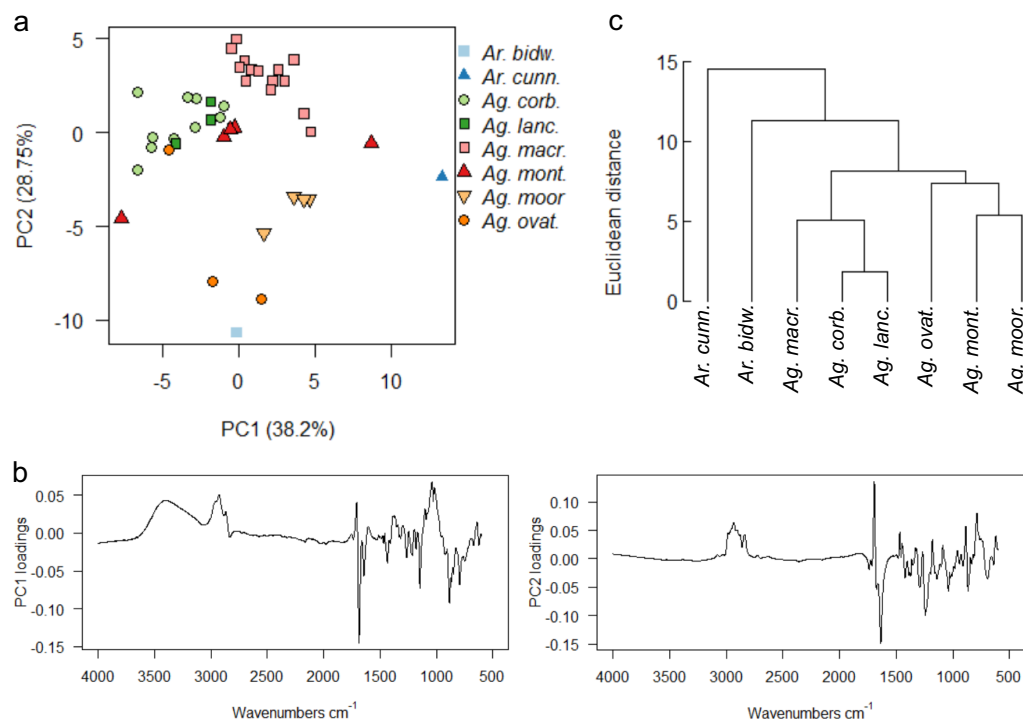 a
5
0
-5
-10
PC2 (28.75%)
-5
0
5
10
PC1 (38.2%)
Ar. bidw.
Ar. cunn.
Ag. corb.
Ag. lanc.
Ag. macr.
Ag. mont.
Ag. moor
Ag. ovat.
c
15
10
5
0
Euclidean distance
Ar. cunn.
Ar. bidw.
Ag. macr.
Ag. corb.
Ag. lanc.
Ag. ovat.
Ag. mont.
Ag. moor.
b
0.05
0.00
-0.05
-0.10
-0.15
PC1 loadings
4000
3500
3000
2500
2000
1500
1000
500
Wavenumbers cm-1
0.10
0.05
0.00
-0.05
-0.10
-0.15
PC2 loadings
4000
3500
3000
2500
2000
1500
1000
500
Wavenumbers cm-1